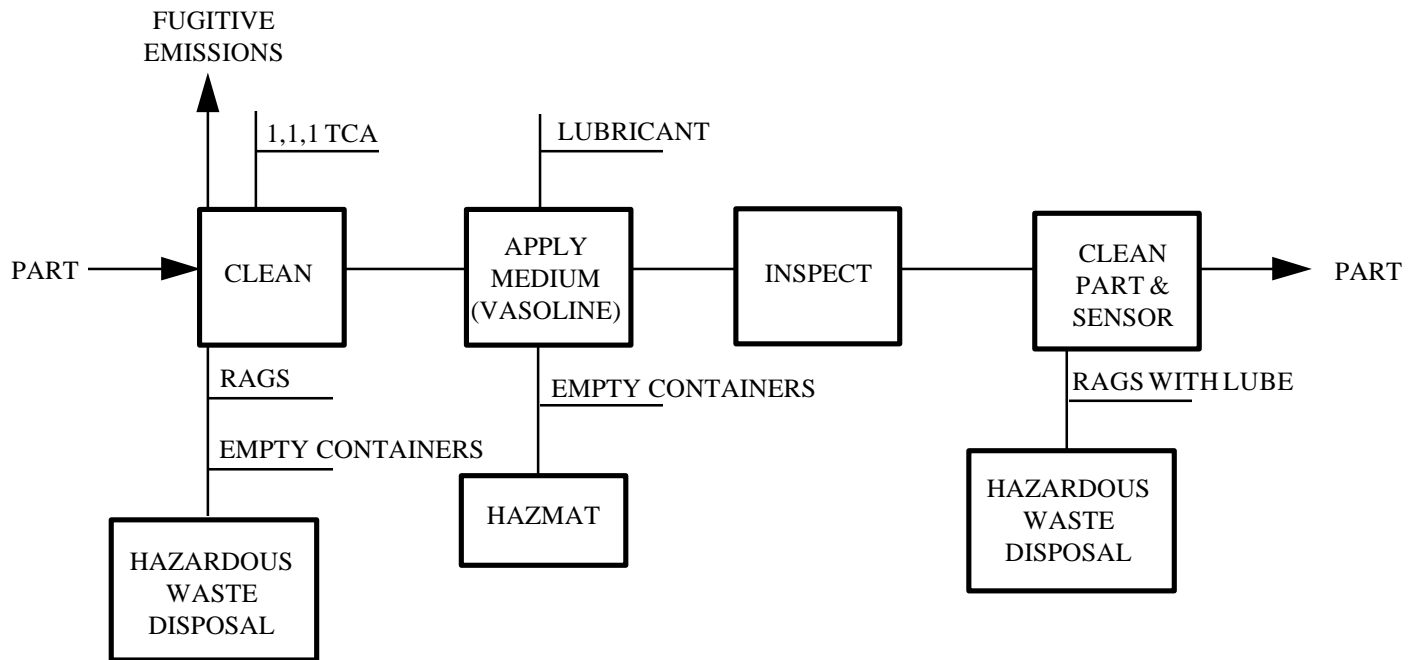 FUGITIVE
EMISSIONS
1,1,1 TCA
LUBRICANT
PART
CLEAN
APPLY
MEDIUM
(VASOLINE)
INSPECT
CLEAN
PART &
SENSOR
PART
RAGS
EMPTY CONTAINERS
HAZARDOUS
WASTE
DISPOSAL
EMPTY CONTAINERS
HAZMAT
RAGS WITH LUBE
HAZARDOUS
WASTE
DISPOSAL